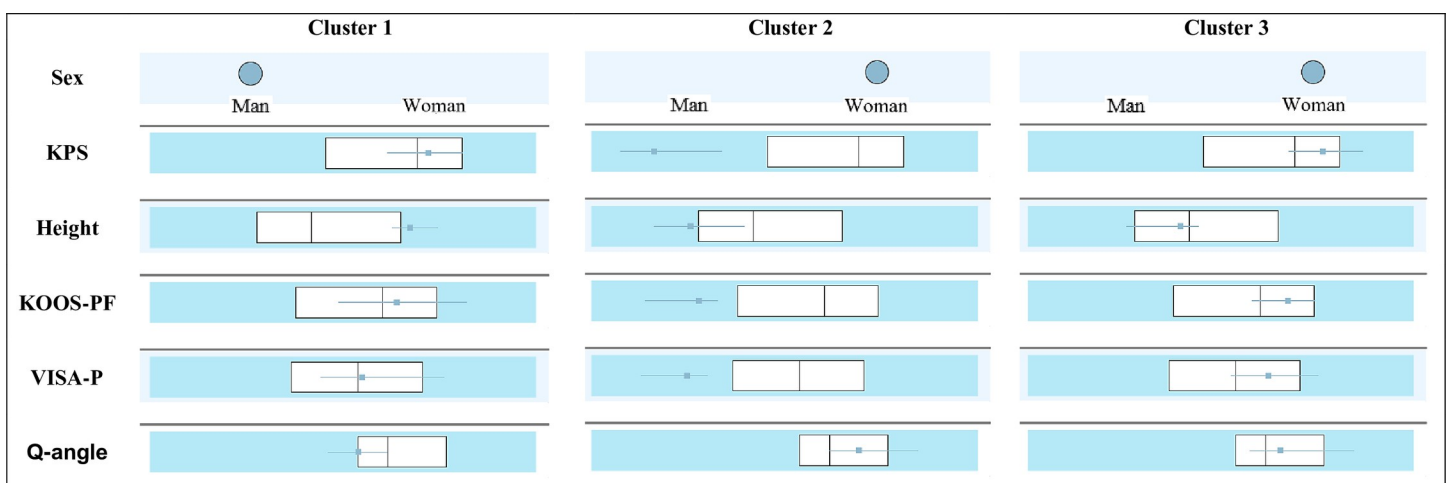 Cluster 1 Cluster 2 Cluster 3
Sex
Man Woman Man Woman Man Woman
KPS
Height
KOOS-PF
VISA-P
Q-angle